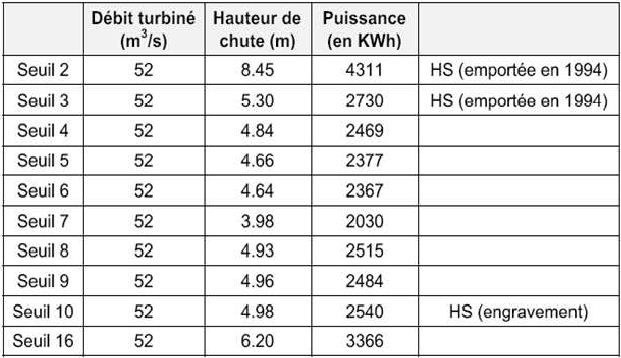 Débit turbiné (m³/s) Hauteur de chute (m) Puissance (en KWh)
Seuil 2 52 8.45 4311 HS (emportée en 1994)
Seuil 3 52 5.30 2730 HS (emportée en 1994)
Seuil 4 52 4.84 2469
Seuil 5 52 4.66 2377
Seuil 6 52 4.64 2367
Seuil 7 52 3.98 2030
Seuil 8 52 4.93 2515
Seuil 9 52 4.96 2484
Seuil 10 52 4.98 2540 HS (engravement)
Seuil 16 52 6.20 3366